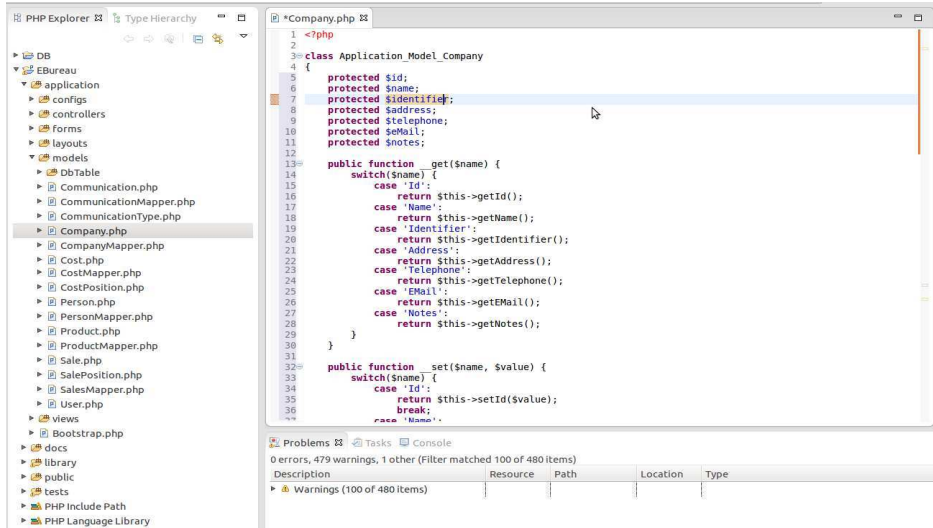 PHP Explorer
Type Hierarchy
DB
EBureau
application
configs
controllers
forms
layouts
models
DbTable
Communication.php
CommunicationMapper.php
CommunicationType.php
Company.php
CompanyMapper.php
Cost.php
CostMapper.php
CostPosition.php
Person.php
PersonMapper.php
Product.php
ProductMapper.php
Sale.php
SalePosition.php
SalesMapper.php
User.php
views
Bootstrap.php
docs
library
public
tests
PHP Include Path
PHP Language Library
*Company.php
1 <?php
2
3 class Application_Model_Company
4 {
5 protected $id;
6 protected $name;
7 protected $identifier;
8 protected $address;
9 protected $telephone;
10 protected $eMail;
11 protected $notes;
12
13 public function __get($name) {
14 switch($name) {
15 case 'Id':
16 return $this->getId();
17 case 'Name':
18 return $this->getName();
19 case 'Identifier':
20 return $this->getIdentifier();
21 case 'Address':
22 return $this->getAddress();
23 case 'Telephone':
24 return $this->getTelephone();
25 case 'EMail':
26 return $this->getEMail();
27 case 'Notes':
28 return $this->getNotes();
29 }
30 }
31
32 public function __set($name, $value) {
33 switch($name) {
34 case 'Id':
35 return $this->setId($value);
36 break;
37 case 'Name':
Problems
Tasks
Console
0 errors, 479 warnings, 1 other (Filter matched 100 of 480 items)
Description Resource Path Location Type
Warnings (100 of 480 items)